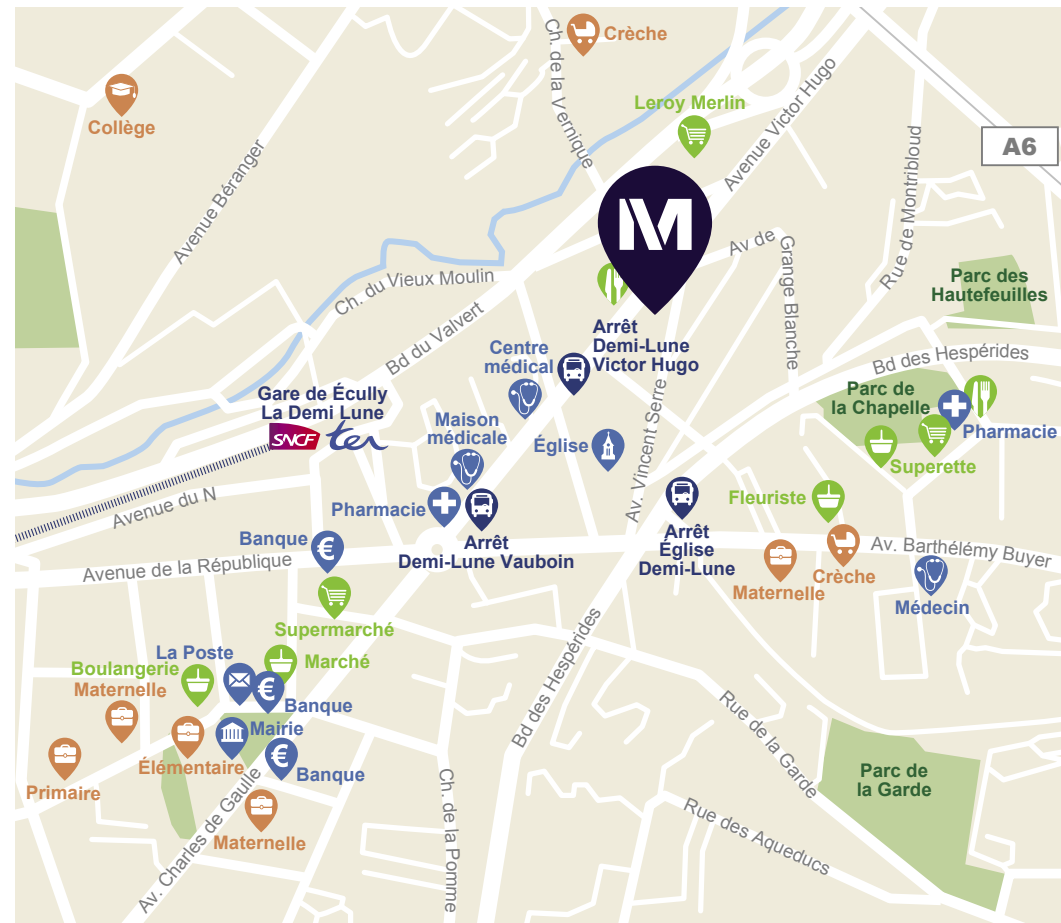 Crèche
Ch. de la Vernique
Leroy Merlin
Avenue Victor Hugo
Collège
A6
Avenue Béranger
Rue de Montribloud
M
Av de
Grange Blanche
Ch. du Vieux Moulin
Parc des
Hautefeuilles
Bd du Valvert
Arrêt
Demi-Lune
Victor Hugo
Centre
médical
Bd des Hespérides
Gare de Écully
La Demi Lune
SNCF
ter
Parc de
la Chapelle
Maison
médicale
Av. Vincent Serre
Pharmacie
Église
Superette
Avenue du N
Pharmacie
Fleuriste
Banque
Arrêt
Demi-Lune Vauboin
Arrêt
Église
Demi-Lune
Av. Barthélémy Buyer
Avenue de la République
€
Maternelle
Crèche
Médecin
Supermarché
La Poste
Marché
Boulangerie
Maternelle
€
Banque
Bd des Hespérides
Rue de la Garde
Mairie
Élémentaire
€
Banque
Primaire
Parc de
la Garde
Av. Charles de Gaulle
Maternelle
Ch. de la Pomme
Rue des Aqueducs